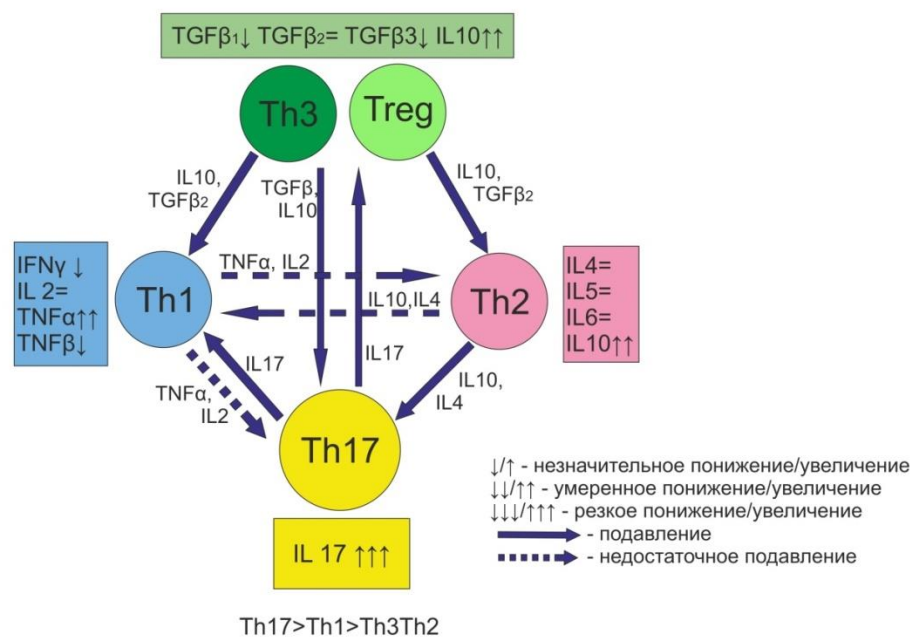 TGFβ₁↓ TGFβ₂= TGFβ3↓ IL10↑↑
Th3
Treg
IL10,
TGFβ₂
TGFβ,
IL10
IL10,
TGFβ₂
IFNγ ↓
IL 2=
TNFα↑↑
TNFβ↓
Th1
TNFα, IL2
IL10,IL4
Th2
IL4=
IL5=
IL6=
IL10↑↑
TNFα,
IL2
IL17
IL17
IL10,
IL4
Th17
IL 17 ↑↑↑
Th17>Th1>Th3Th2
↓/↑ - незначительное понижение/увеличение
↓↓/↑↑ - умеренное понижение/увеличение
↓↓↓/↑↑↑ - резкое понижение/увеличение
- подавление
- недостаточное подавление